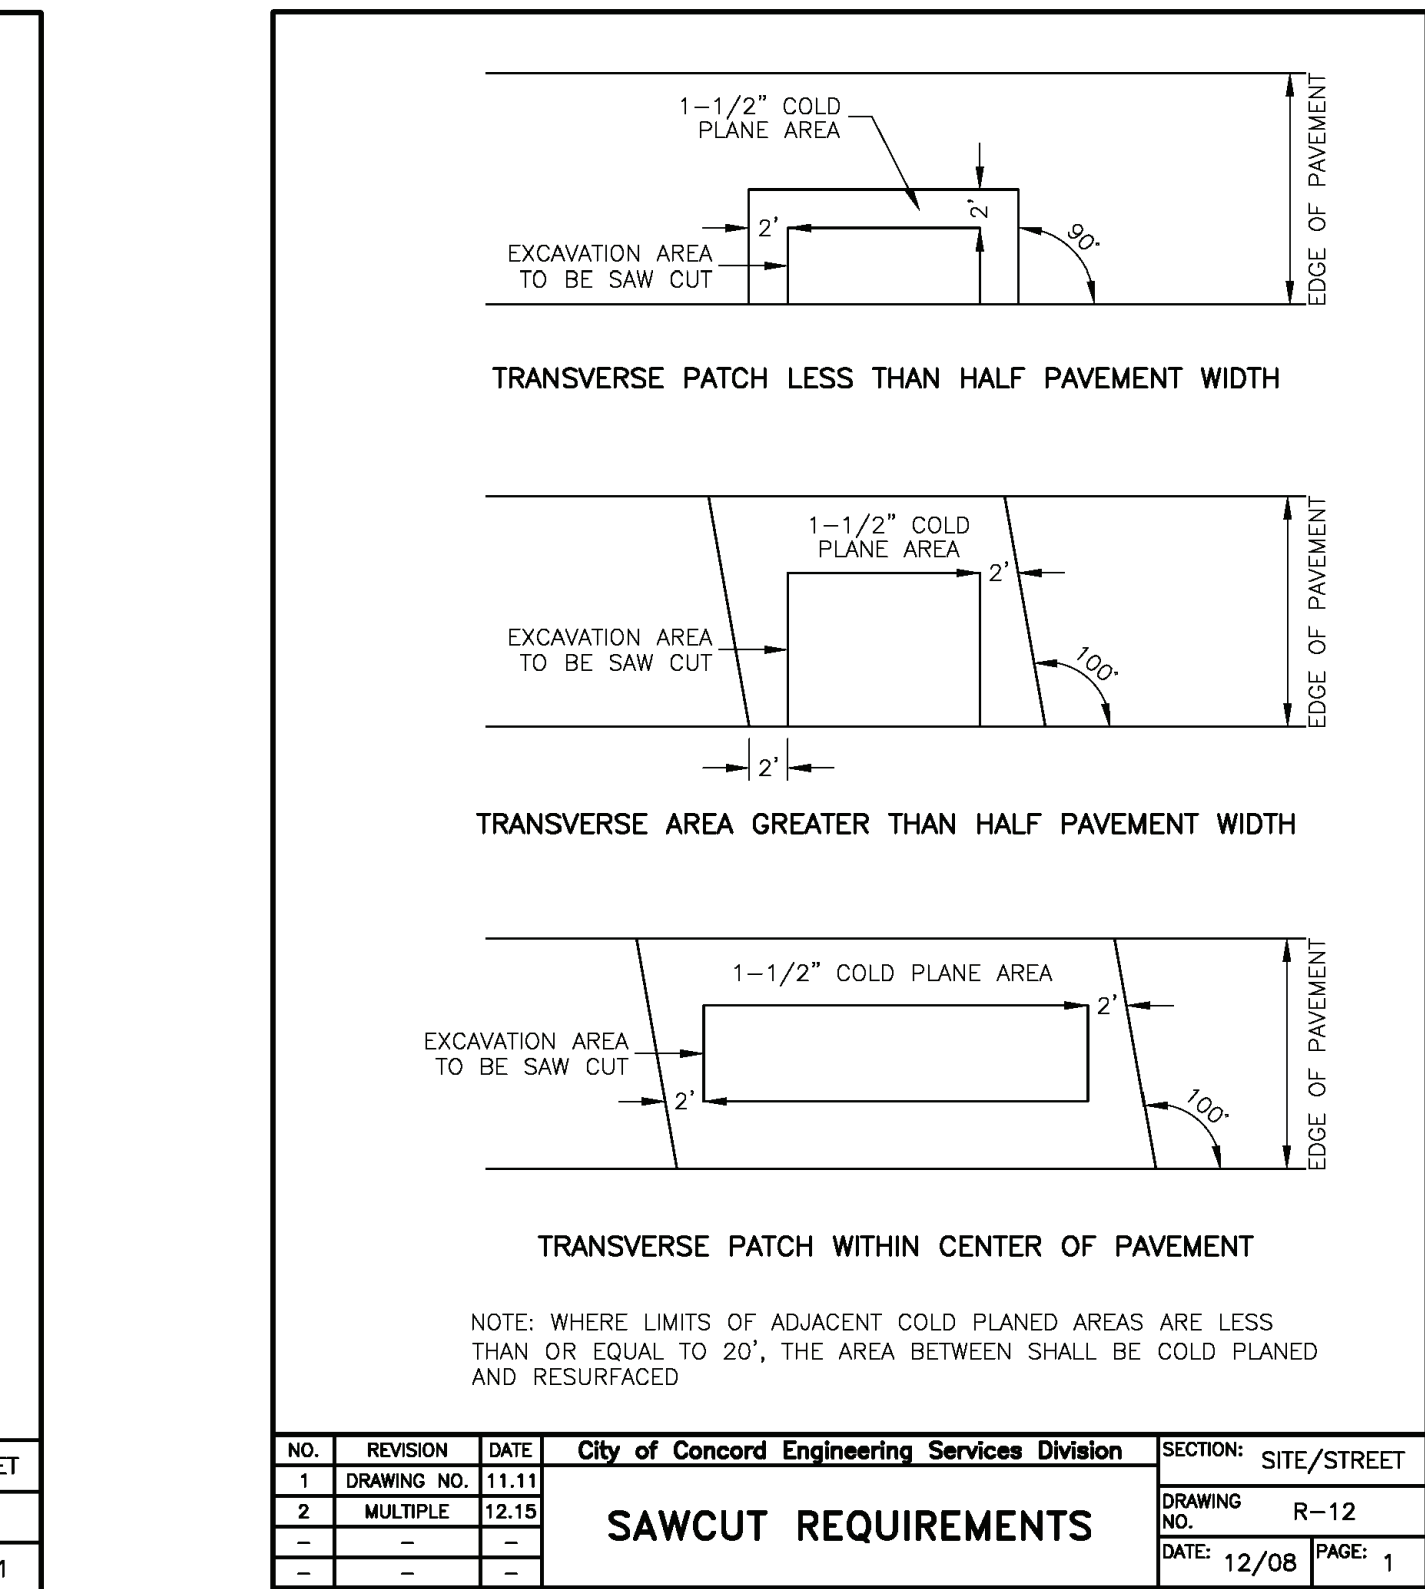 1-1/2" COLD
PLANE AREA
2'
2'
90°
EXCAVATION AREA
TO BE SAW CUT
EDGE OF PAVEMENT
TRANSVERSE PATCH LESS THAN HALF PAVEMENT WIDTH
1-1/2" COLD
PLANE AREA
2'
EXCAVATION AREA
TO BE SAW CUT
100°
EDGE OF PAVEMENT
2'
TRANSVERSE AREA GREATER THAN HALF PAVEMENT WIDTH
1-1/2" COLD PLANE AREA
2'
EXCAVATION AREA
TO BE SAW CUT
2'
100°
EDGE OF PAVEMENT
TRANSVERSE PATCH WITHIN CENTER OF PAVEMENT
NOTE: WHERE LIMITS OF ADJACENT COLD PLANED AREAS ARE LESS
THAN OR EQUAL TO 20', THE AREA BETWEEN SHALL BE COLD PLANED
AND RESURFACED
NO. REVISION DATE
1 DRAWING NO. 11.11
2 MULTIPLE 12.15
- - -
- - -
City of Concord Engineering Services Division
SAWCUT REQUIREMENTS
SECTION: SITE/STREET
DRAWING NO. R-12
DATE: 12/08 PAGE: 1
ET
1